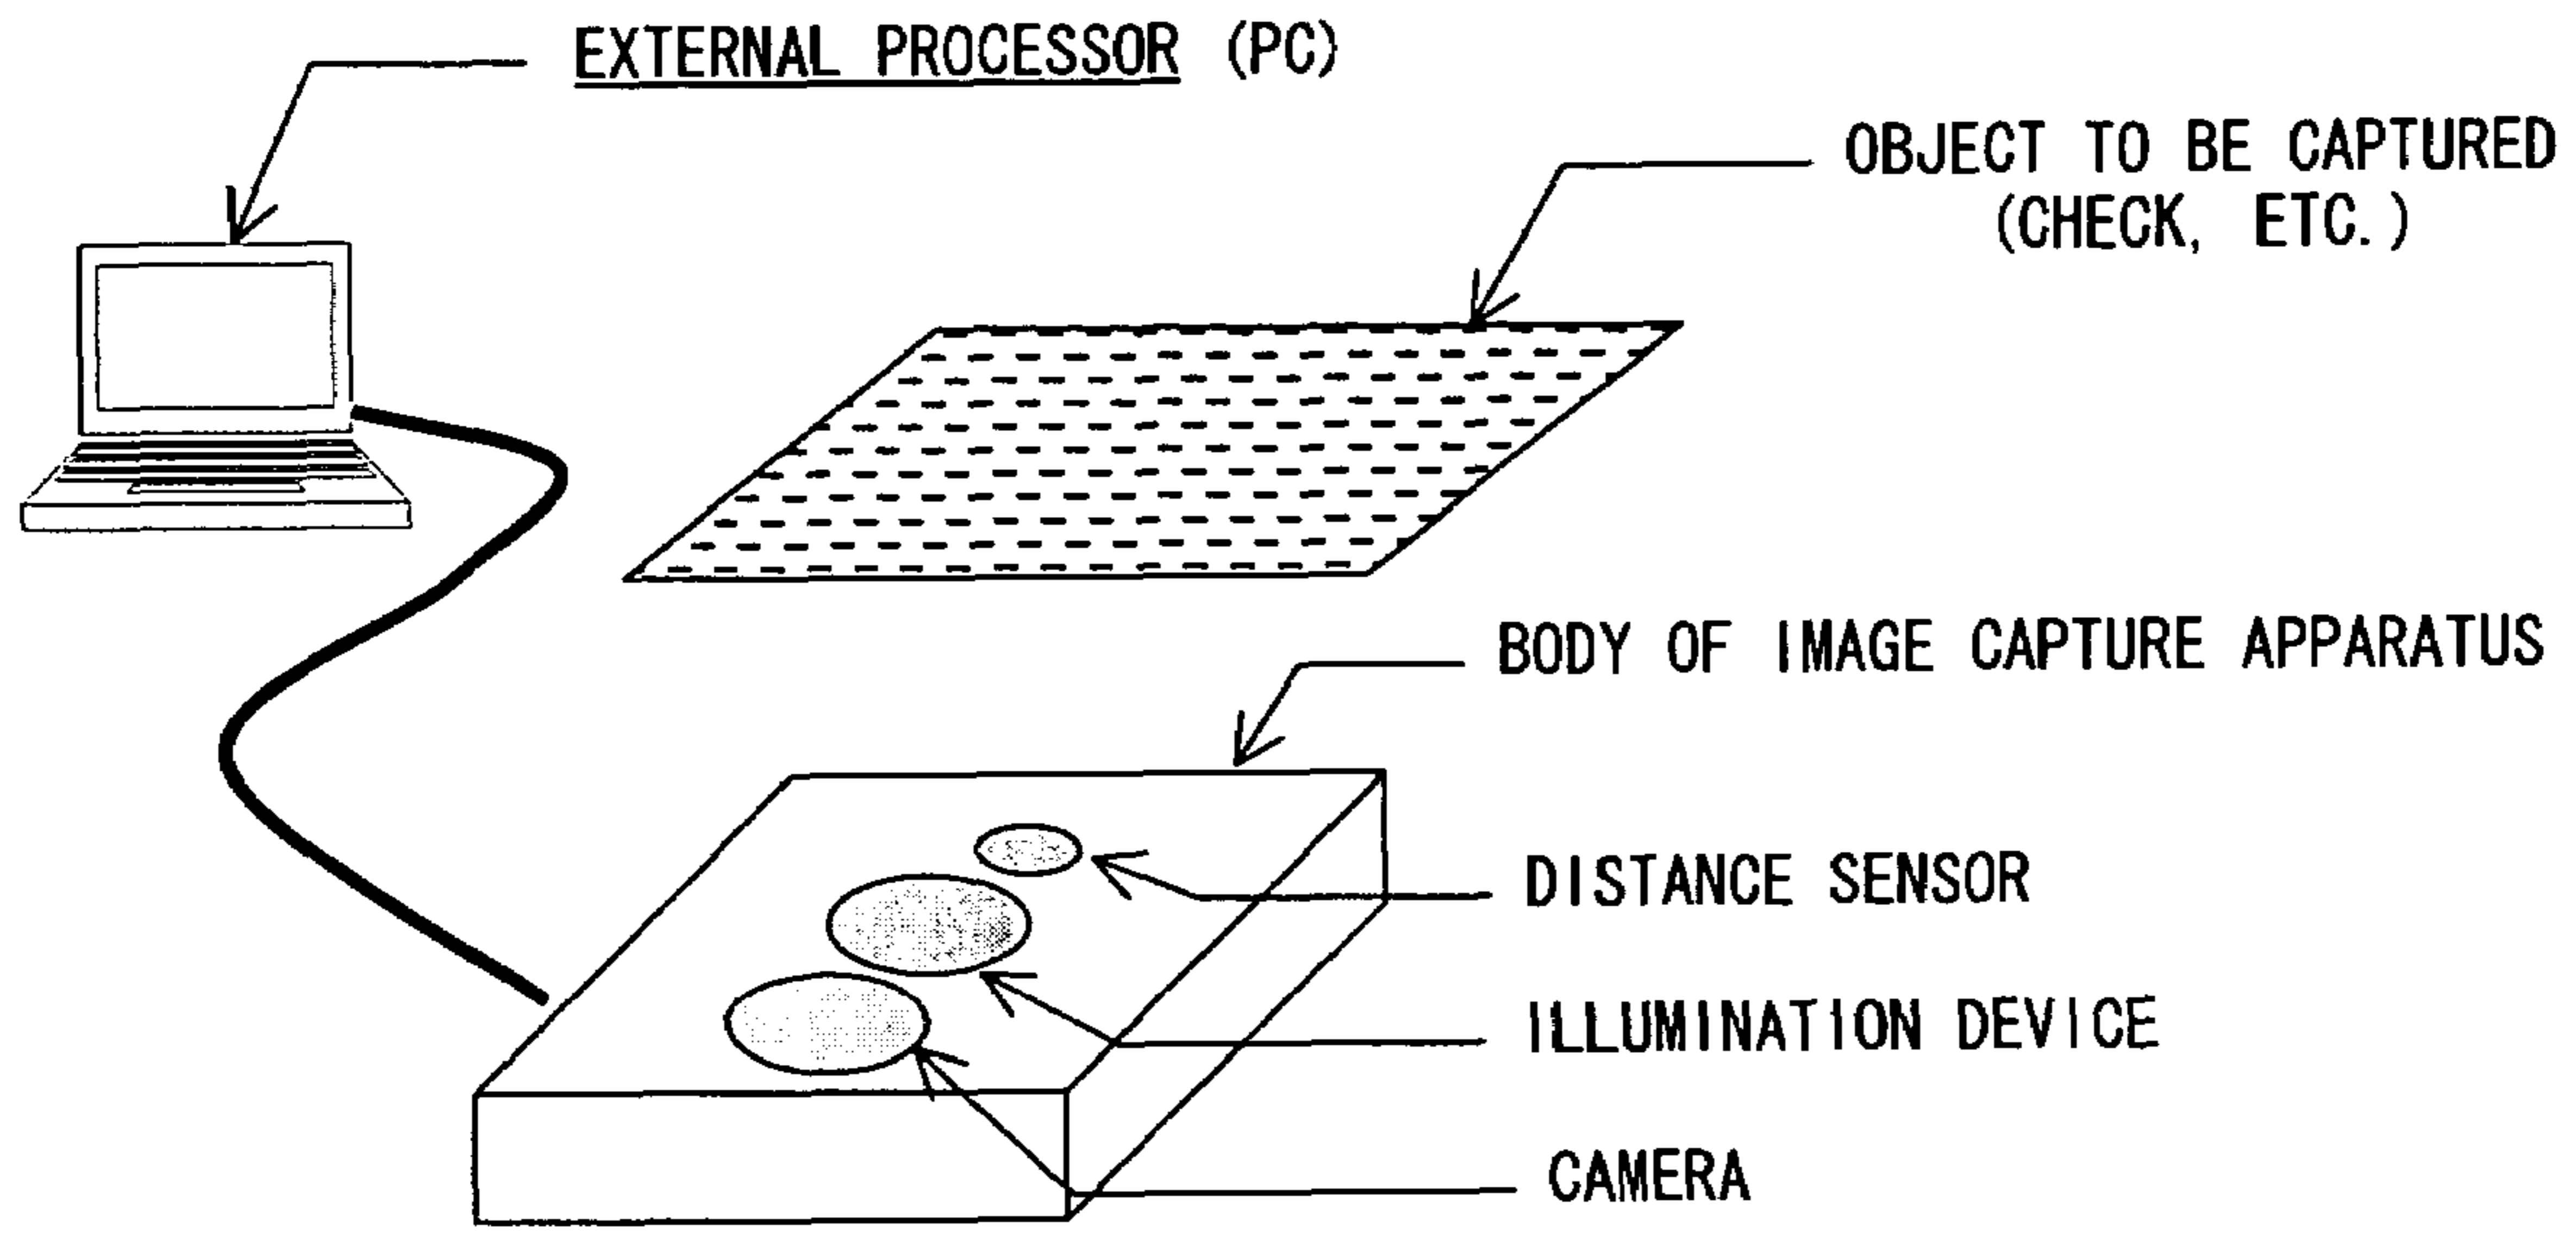 EXTERNAL PROCESSOR (PC)
OBJECT TO BE CAPTURED
(CHECK, ETC.)
BODY OF IMAGE CAPTURE APPARATUS
DISTANCE SENSOR
ILLUMINATION DEVICE
CAMERA